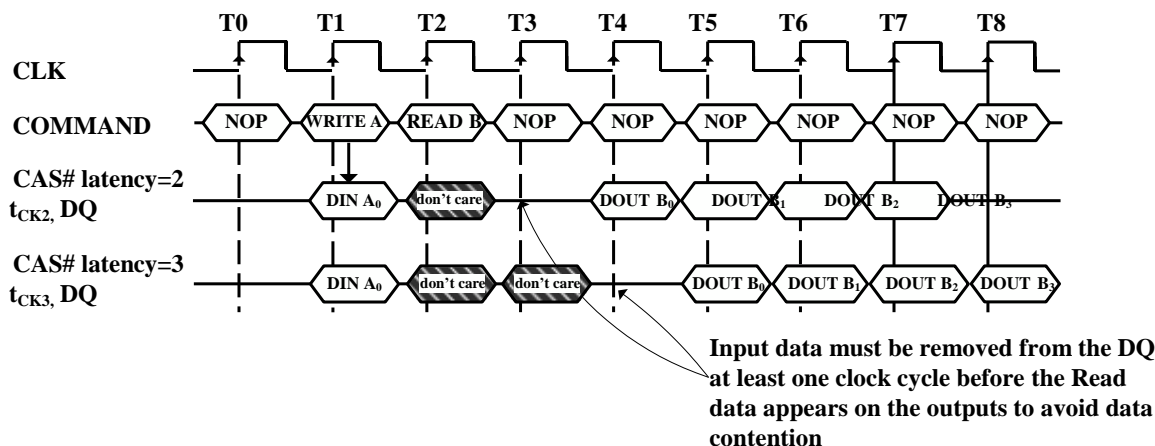 T0 T1 T2 T3 T4 T5 T6 T7 T8
CLK
COMMAND NOP WRITE A READ B NOP NOP NOP NOP NOP NOP
CAS# latency=2
tCK2, DQ DIN A0 don't care DOUT B0 DOUT B1 DOUT B2 DOUT B3
CAS# latency=3
tCK3, DQ DIN A0 don't care don't care DOUT B0 DOUT B1 DOUT B2 DOUT B3
Input data must be removed from the DQ
at least one clock cycle before the Read
data appears on the outputs to avoid data
contention